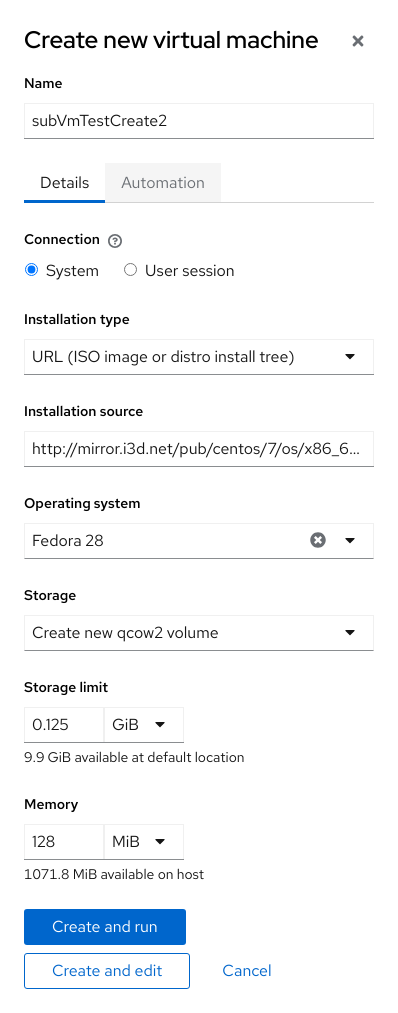 Create new virtual machine
Name
subVmTestCreate2
Details Automation
Connection
System User session
Installation type
URL (ISO image or distro install tree)
Installation source
http://mirror.i3d.net/pub/centos/7/os/x86_6...
Operating system
Fedora 28
Storage
Create new qcow2 volume
Storage limit
0.125 GiB
9.9 GiB available at default location
Memory
128 MiB
1071.8 MiB available on host
Create and run
Create and edit Cancel